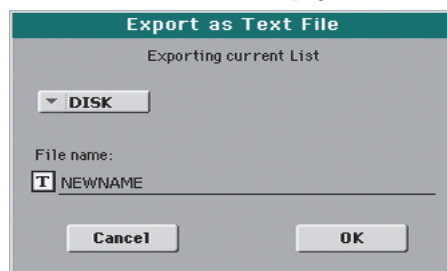 Export as Text File
Exporting current List
DISK
File name:
T NEWNAME
Cancel OK